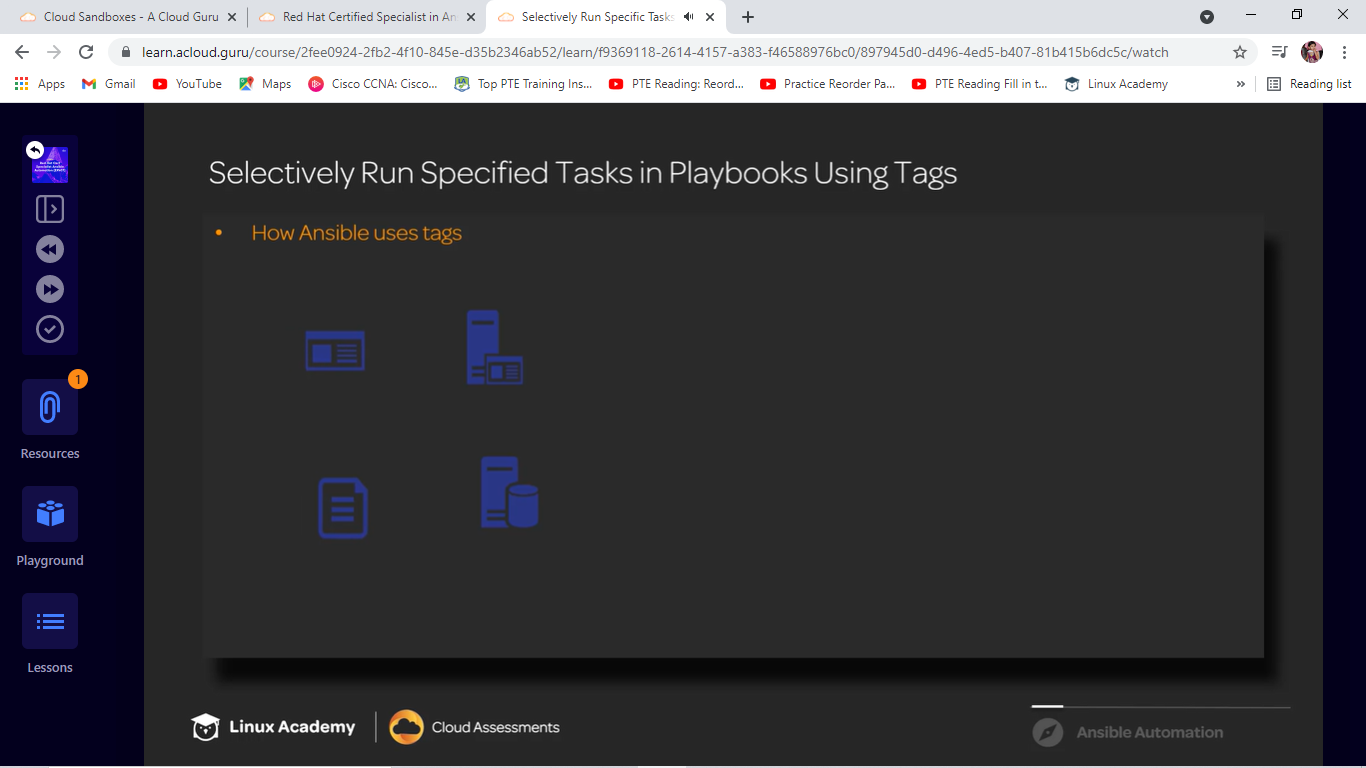 Cloud Sandboxes - A Cloud Guru
Red Hat Certified Specialist in An
Selectively Run Specific Tasks
learn.acloud.guru/course/2fee0924-2fb2-4f10-845e-d35b2346ab52/learn/f9369118-2614-4157-a383-f46588976bc0/897945d0-d496-4ed5-b407-81b415b6dc5c/watch
Apps
Gmail
YouTube
Maps
Cisco CCNA: Cisco...
Top PTE Training Ins...
PTE Reading: Reord...
Practice Reorder Pa...
PTE Reading Fill in t...
Linux Academy
»
Reading list
Selectively Run Specified Tasks in Playbooks Using Tags
• How Ansible uses tags
1
Resources
Playground
Lessons
Linux Academy
Cloud Assessments
Ansible Automation